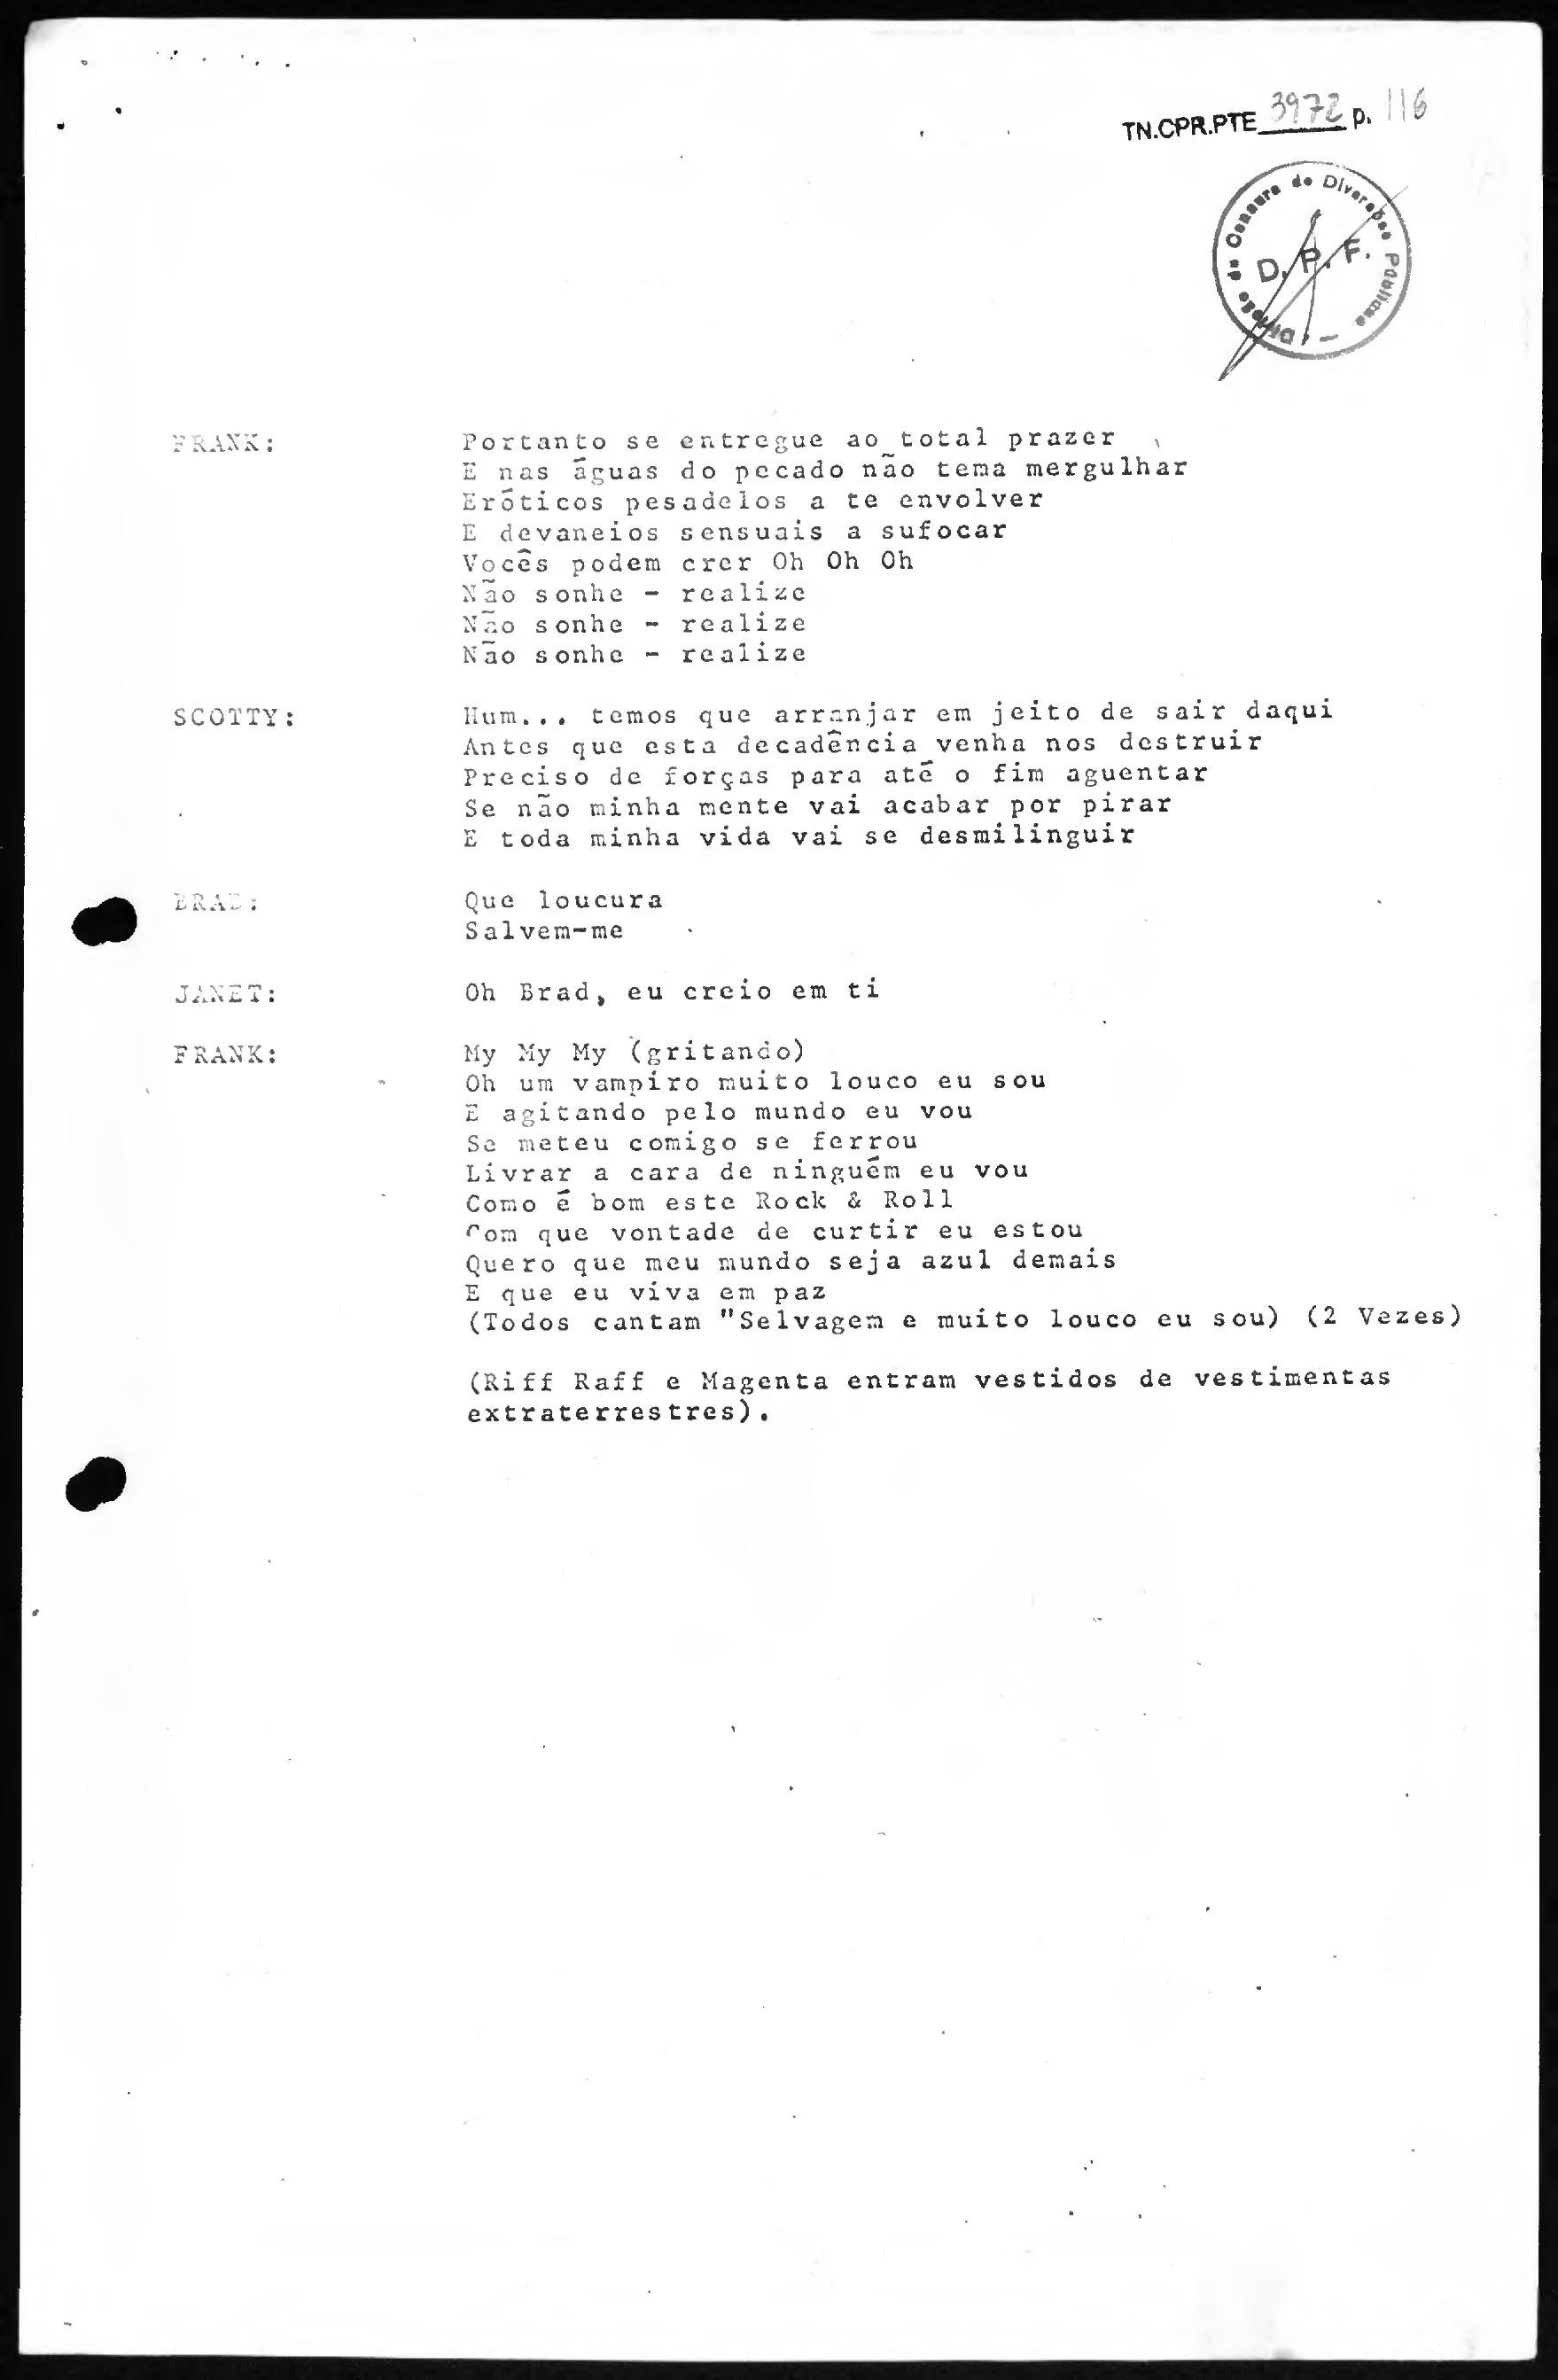 TN.CPR.PTE 3972 p. 116
Divisão de Censura de Diversões Públicas —
D. P. F.
FRANK: Portanto se entregue ao total prazer
E nas águas do pecado não tema mergulhar
Eróticos pesadelos a te envolver
E devaneios sensuais a sufocar
Vocês podem crer Oh Oh Oh
Não sonhe - realize
Não sonhe - realize
Não sonhe - realize
SCOTTY: Hum... temos que arranjar em jeito de sair daqui
Antes que esta decadência venha nos destruir
Preciso de forças para até o fim aguentar
Se não minha mente vai acabar por pirar
E toda minha vida vai se desmilinguir
BRAD: Que loucura
Salvem-me
JANET: Oh Brad, eu creio em ti
FRANK: My My My (gritando)
Oh um vampiro muito louco eu sou
E agitando pelo mundo eu vou
Se meteu comigo se ferrou
Livrar a cara de ninguém eu vou
Como é bom este Rock & Roll
Com que vontade de curtir eu estou
Quero que meu mundo seja azul demais
E que eu viva em paz
(Todos cantam "Selvagem e muito louco eu sou) (2 Vezes)
(Riff Raff e Magenta entram vestidos de vestimentas
extraterrestres).